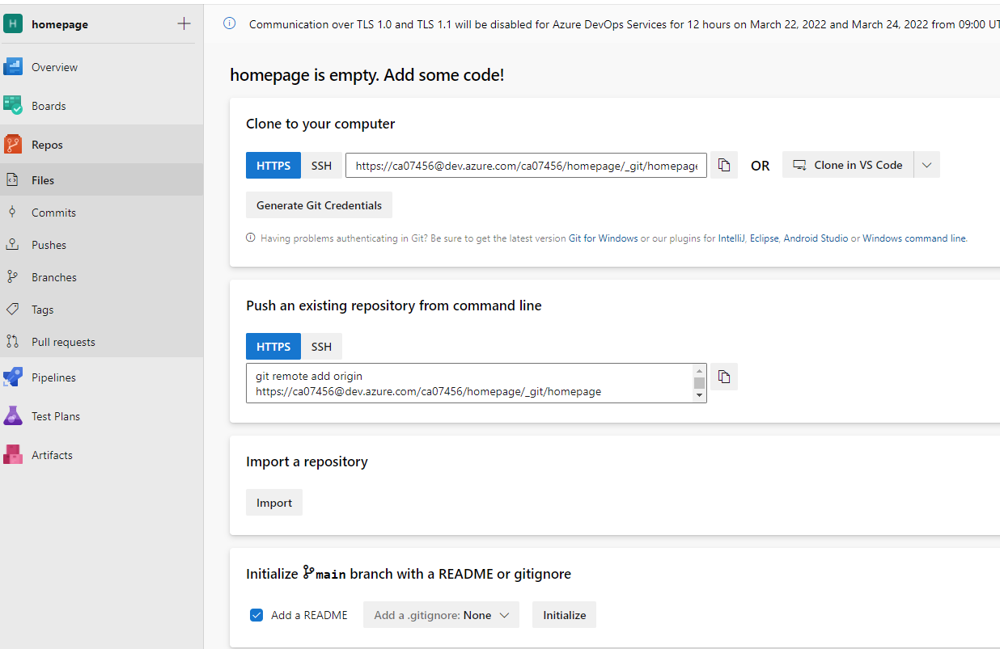 H homepage
Communication over TLS 1.0 and TLS 1.1 will be disabled for Azure DevOps Services for 12 hours on March 22, 2022 and March 24, 2022 from 09:00
Overview
Boards
Repos
Files
Commits
Pushes
Branches
Tags
Pull requests
Pipelines
Test Plans
Artifacts
homepage is empty. Add some code!
Clone to your computer
HTTPS SSH https://ca07456@dev.azure.com/ca07456/homepage/_git/homepage OR Clone in VS Code
Generate Git Credentials
Having problems authenticating in Git? Be sure to get the latest version Git for Windows or our plugins for IntelliJ, Eclipse, Android Studio or Windows command line.
Push an existing repository from command line
HTTPS SSH
git remote add origin
https://ca07456@dev.azure.com/ca07456/homepage/_git/homepage
Import a repository
Import
Initialize main branch with a README or gitignore
Add a README Add a .gitignore: None Initialize